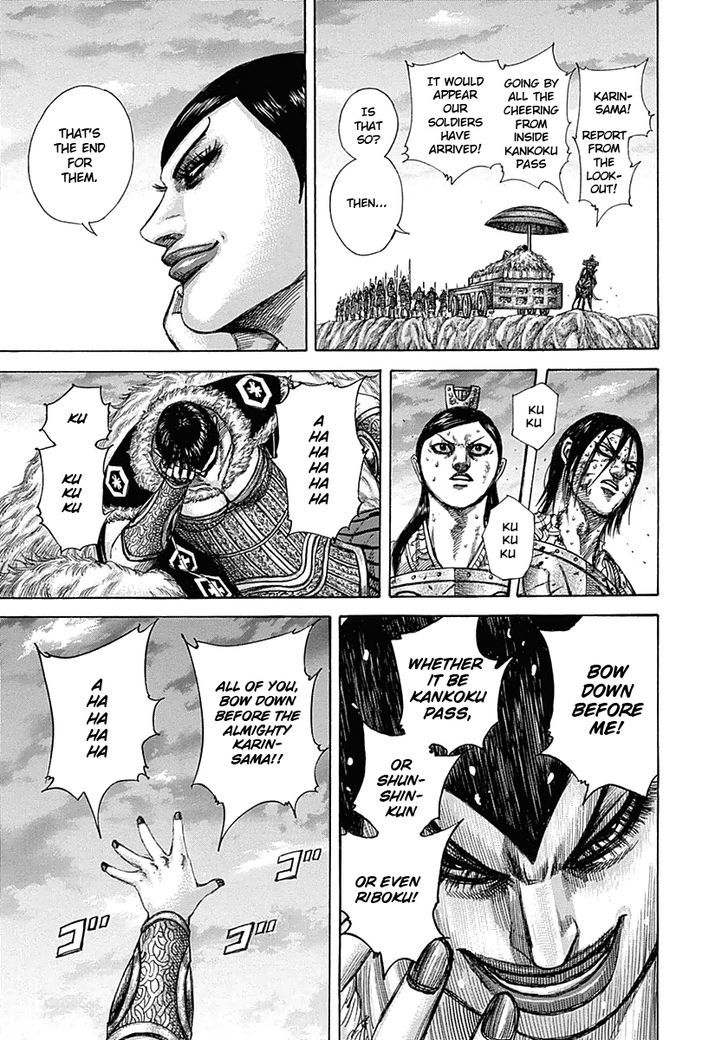 KARIN-
SAMA!
REPORT
FROM
THE
LOOK-
OUT!
GOING BY
ALL THE
CHEERING
FROM
INSIDE
KANKOKU
PASS
IT WOULD
APPEAR
OUR
SOLDIERS
HAVE
ARRIVED!
IS
THAT
SO?
THEN...
THAT'S
THE END
FOR
THEM.
KU
KU
KU
KU
KU
A
HA
HA
HA
HA
HA
KU
KU
KU
KU
BOW
DOWN
BEFORE
ME!
WHETHER
IT BE
KANKOKU
PASS,
OR
SHUN-
SHIN-
KUN
OR EVEN
RIBOKU!
ALL OF YOU,
BOW DOWN
BEFORE THE
ALMIGHTY
KARIN-
SAMA!!
A
HA
HA
HA
HA
ゴゴゴ
ゴゴゴ